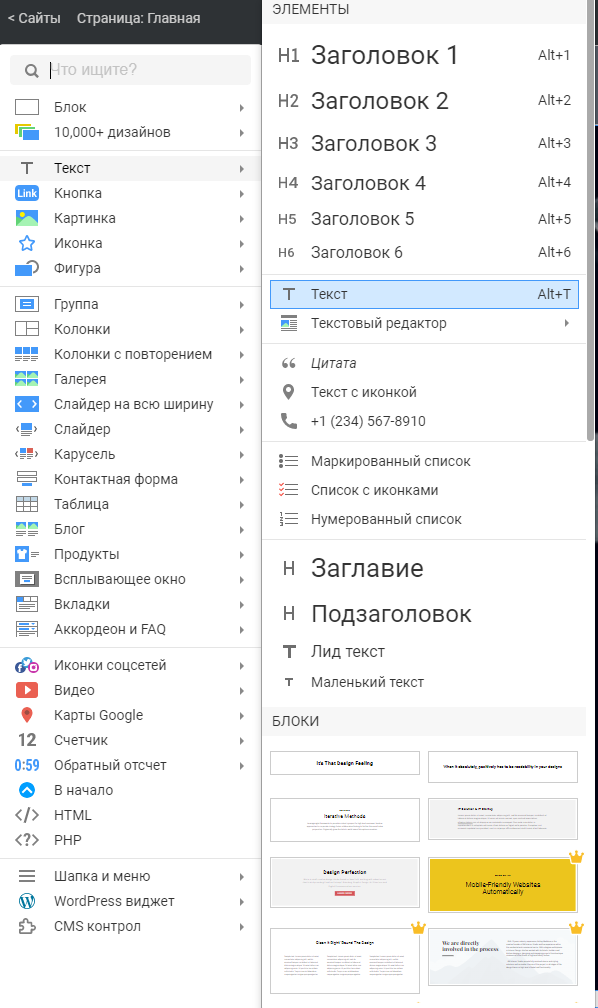 < Сайты Страница: Главная
Что ищите?
Блок
10,000+ дизайнов
Текст
Link Кнопка
Картинка
Иконка
Фигура
Группа
Колонки
Колонки с повторением
Галерея
Слайдер на всю ширину
Слайдер
Карусель
Контактная форма
Таблица
Блог
Продукты
Всплывающее окно
Вкладки
Аккордеон и FAQ
Иконки соцсетей
Видео
Карты Google
12 Счетчик
0:59 Обратный отсчет
В начало
</> HTML
<?> PHP
Шапка и меню
WordPress виджет
CMS контрол
ЭЛЕМЕНТЫ
H1 Заголовок 1 Alt+1
H2 Заголовок 2 Alt+2
H3 Заголовок 3 Alt+3
H4 Заголовок 4 Alt+4
H5 Заголовок 5 Alt+5
H6 Заголовок 6 Alt+6
Текст Alt+T
Текстовый редактор
Цитата
Текст с иконкой
+1 (234) 567-8910
Маркированный список
Список с иконками
Нумерованный список
H Заглавие
H Подзаголовок
Лид текст
Маленький текст
БЛОКИ
It's That Design Feeling
When it absolutely, positively has to be readability in your designs
Iterative Methods
Design Perfection
Mobile-Friendly Websites
Automatically
Clean & Digital Sound The Design
We are directly
involved in the process